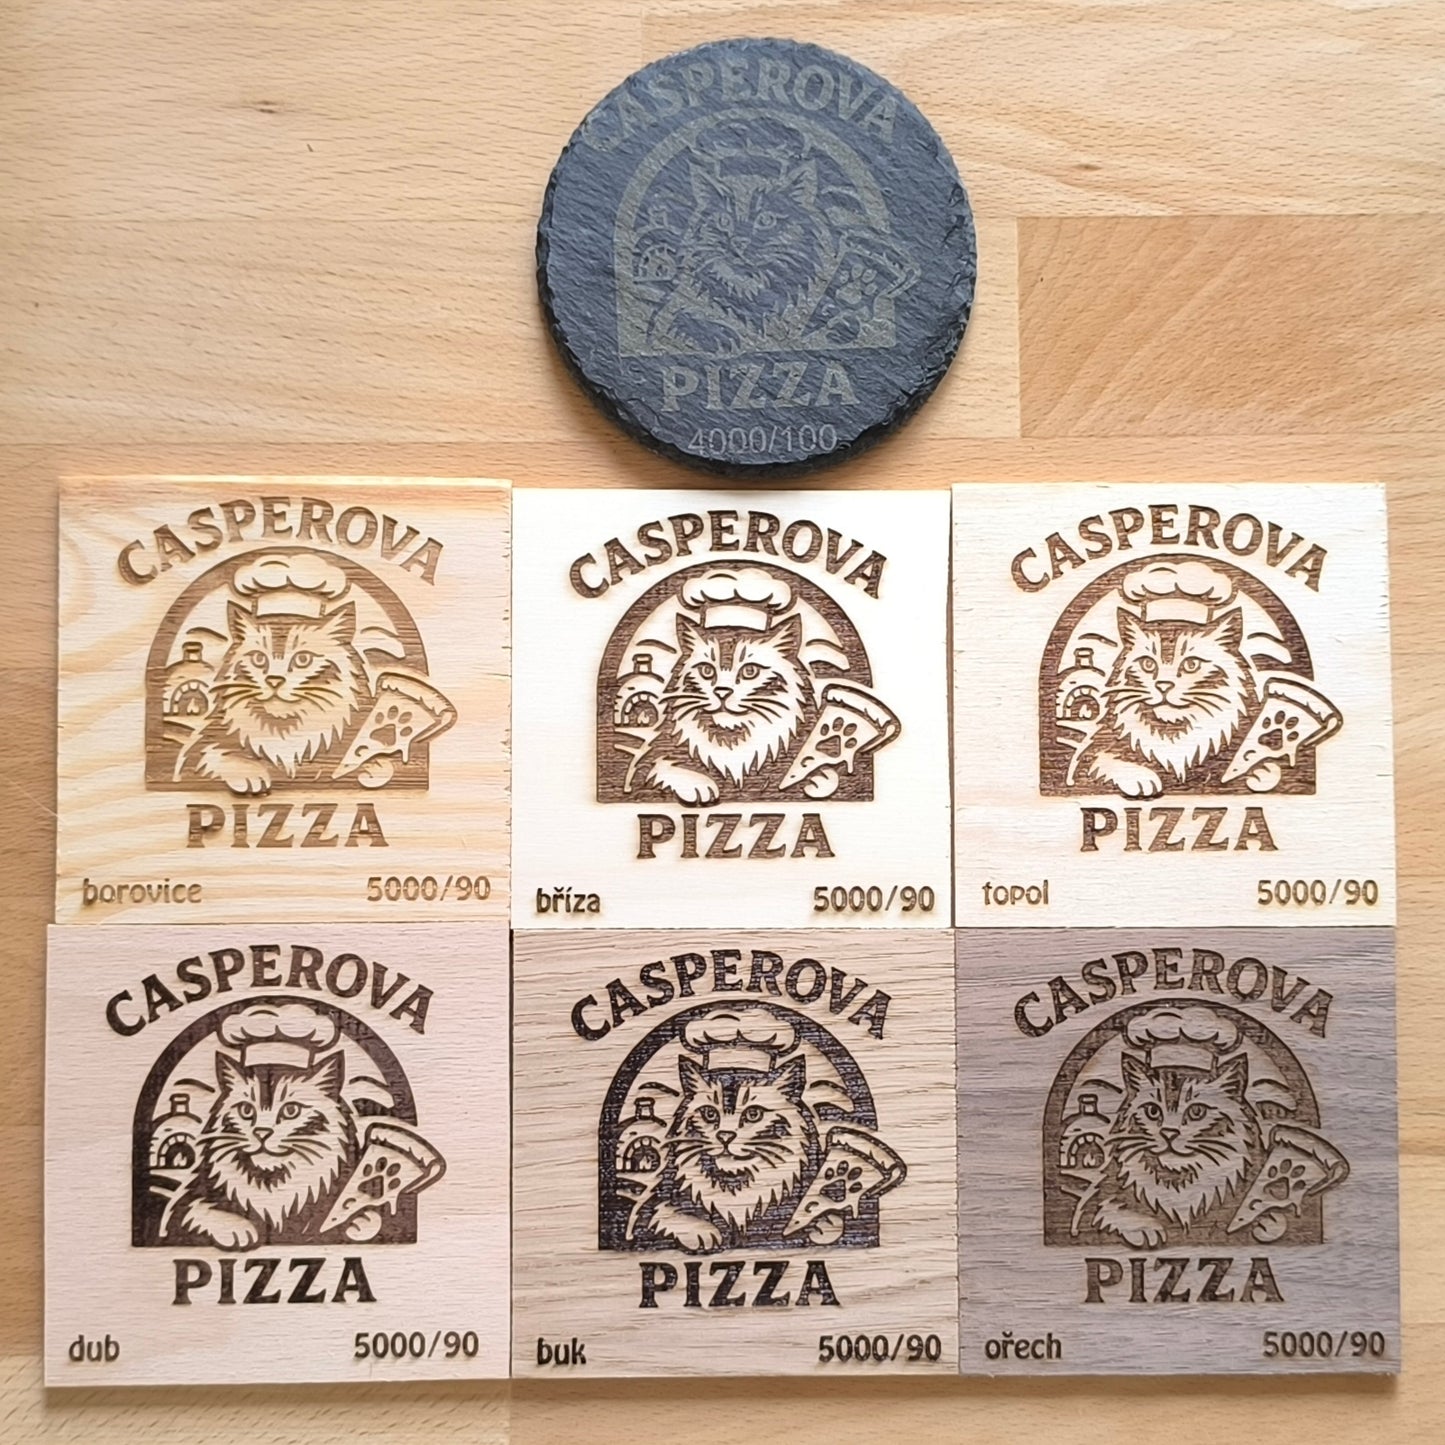 CASPEROVA
PIZZA
4000/100
CASPEROVA
PIZZA
borovice 5000/90
CASPEROVA
PIZZA
bříza 5000/90
CASPEROVA
PIZZA
topol 5000/90
CASPEROVA
PIZZA
dub 5000/90
CASPEROVA
PIZZA
buk 5000/90
CASPEROVA
PIZZA
ořech 5000/90